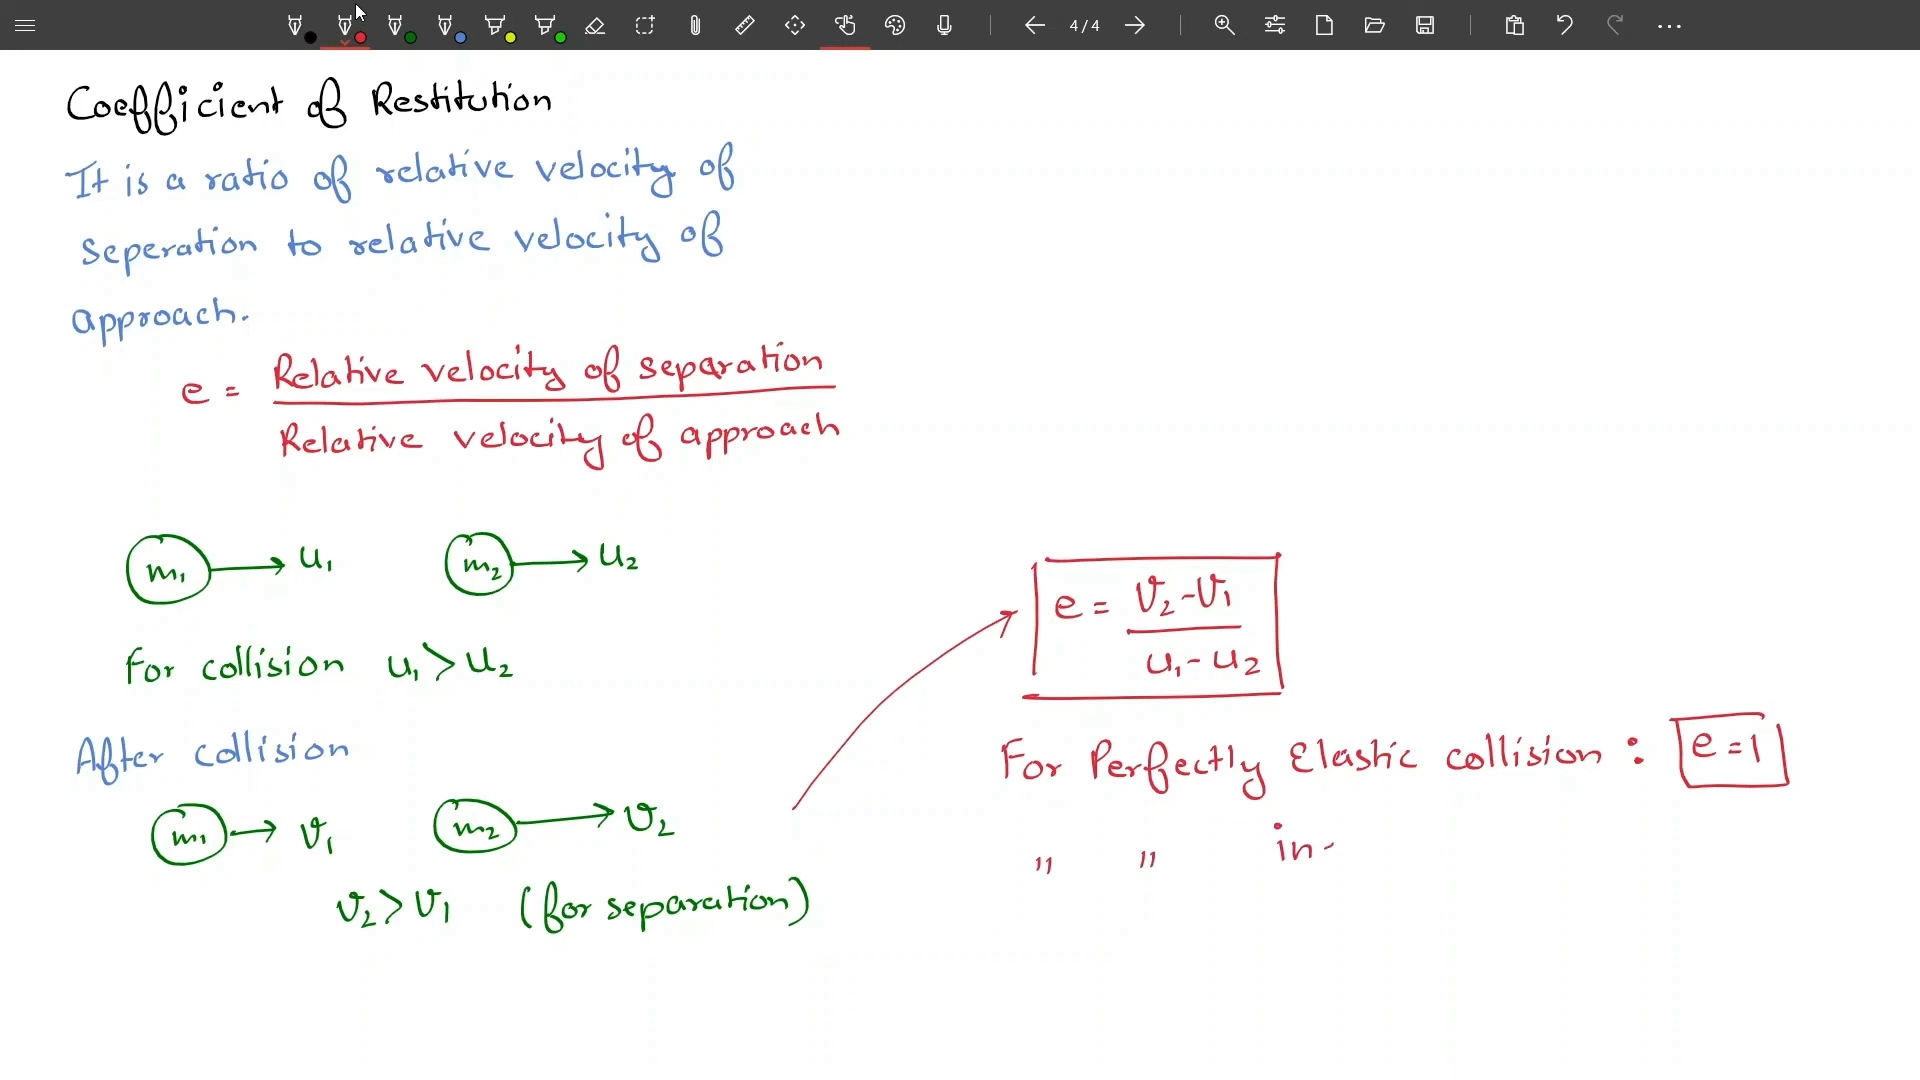 4/4
Coefficient of Restitution
It is a ratio of relative velocity of
seperation to relative velocity of
approach.
e = Relative velocity of separation
Relative velocity of approach
m₁ → u₁ m₂ → u₂
For collision u₁ > u₂
After collision
m₁ → v₁ m₂ → v₂
v₂ > v₁ (for separation)
e = v₂ - v₁
u₁ - u₂
For Perfectly Elastic collision : e = 1
" " in -